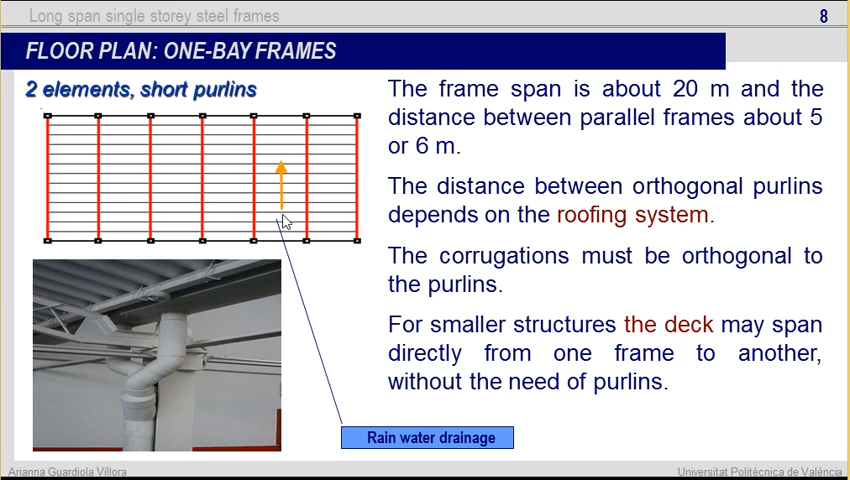 Long span single storey steel frames
8
FLOOR PLAN: ONE-BAY FRAMES
2 elements, short purlins
The frame span is about 20 m and the
distance between parallel frames about 5
or 6 m.
The distance between orthogonal purlins
depends on the roofing system.
The corrugations must be orthogonal to
the purlins.
For smaller structures the deck may span
directly from one frame to another,
without the need of purlins.
Rain water drainage
Arianna Guardiola Víllora
Universitat Politècnica de València